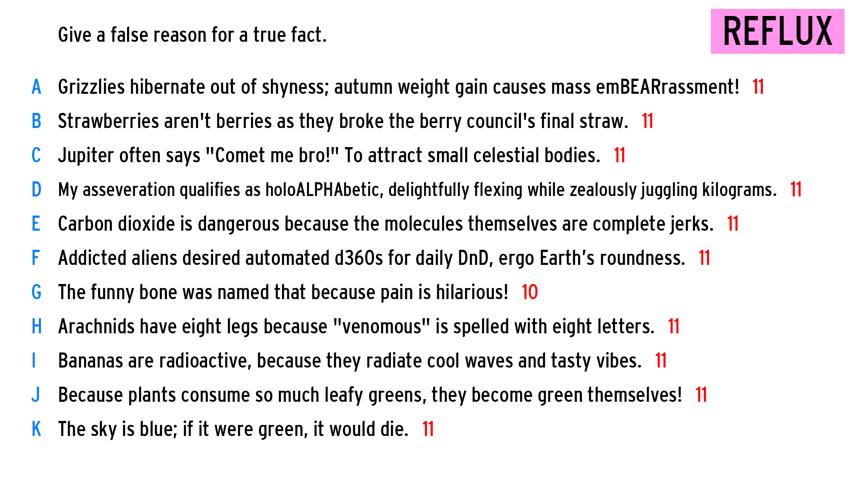 Give a false reason for a true fact.
REFLUX
A Grizzlies hibernate out of shyness; autumn weight gain causes mass emBEARrassment! 11
B Strawberries aren't berries as they broke the berry council's final straw. 11
C Jupiter often says "Comet me bro!" To attract small celestial bodies. 11
D My asseveration qualifies as holoALPHAbetic, delightfully flexing while zealously juggling kilograms. 11
E Carbon dioxide is dangerous because the molecules themselves are complete jerks. 11
F Addicted aliens desired automated d360s for daily DnD, ergo Earth's roundness. 11
G The funny bone was named that because pain is hilarious! 10
H Arachnids have eight legs because "venomous" is spelled with eight letters. 11
I Bananas are radioactive, because they radiate cool waves and tasty vibes. 11
J Because plants consume so much leafy greens, they become green themselves! 11
K The sky is blue; if it were green, it would die. 11